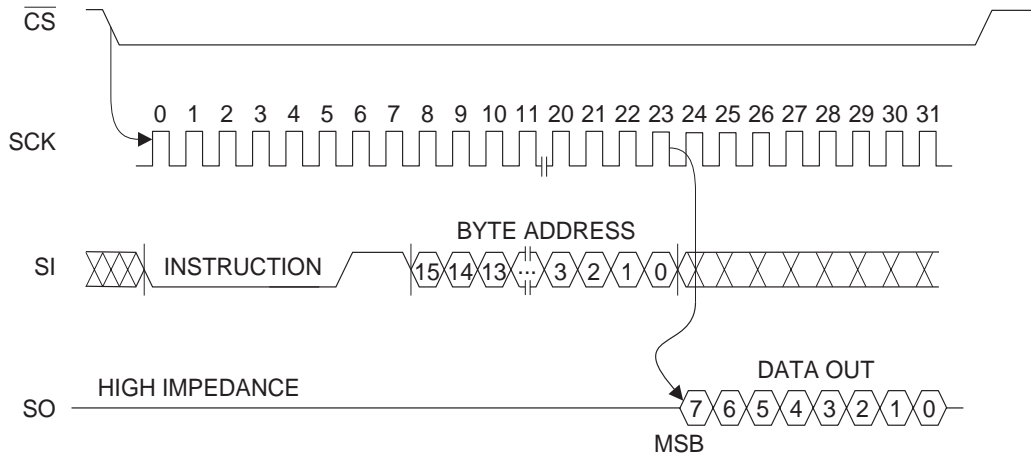 CS
0 1 2 3 4 5 6 7 8 9 10 11 20 21 22 23 24 25 26 27 28 29 30 31
SCK
BYTE ADDRESS
SI INSTRUCTION 15 14 13 ... 3 2 1 0
HIGH IMPEDANCE DATA OUT
SO 7 6 5 4 3 2 1 0
MSB